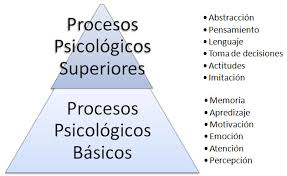 Procesos
Psicológicos
Superiores
• Abstracción
• Pensamiento
• Lenguaje
• Toma de decisiones
• Actitudes
• Imitación
Procesos
Psicológicos
Básicos
• Memoria
• Apredizaje
• Motivación
• Emoción
• Atención
• Percepción